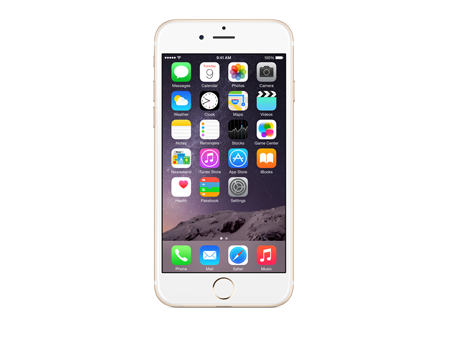 9:41 AM 100%
Tuesday
9
Messages Calendar Photos Camera
Weather Clock Maps Videos
Notes Reminders Stocks Game Center
Newsstand iTunes Store App Store iBooks
Health Passbook Settings
Phone Mail Safari Music